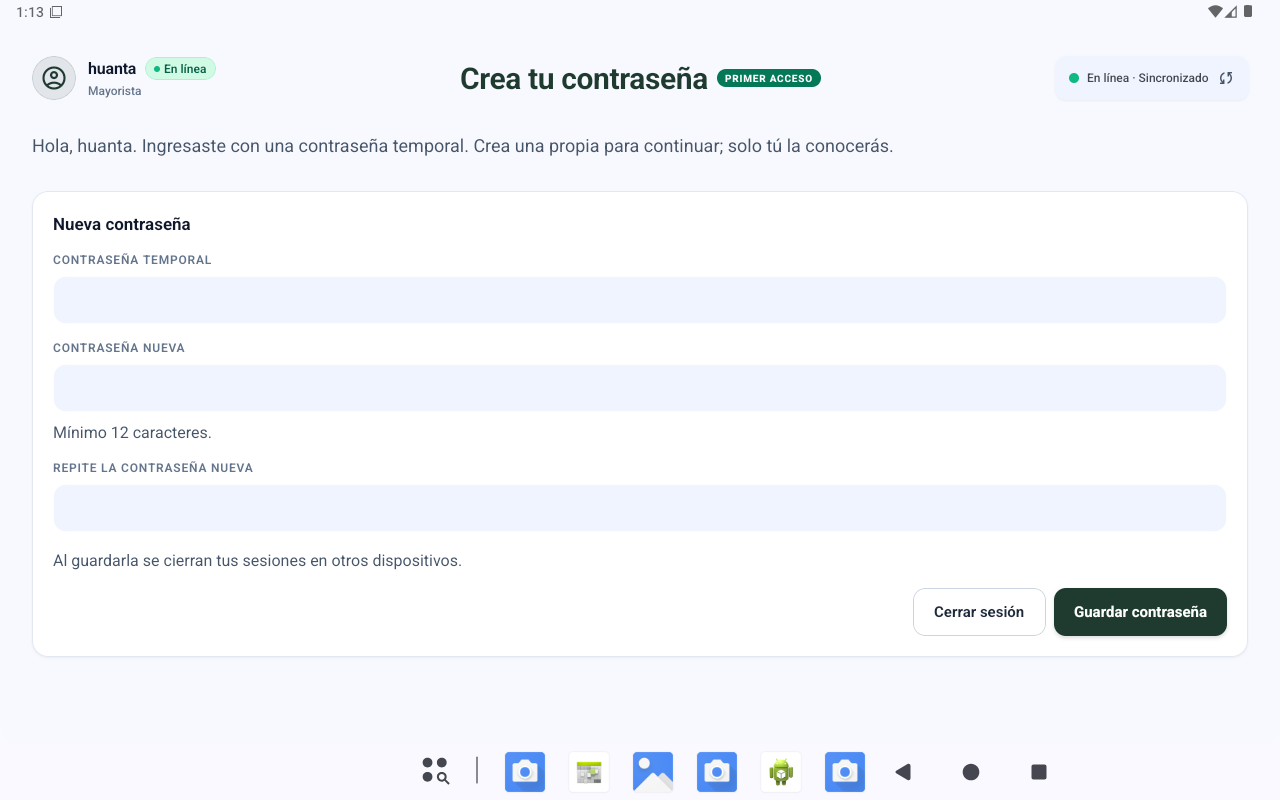 1:13
huanta
En línea
Mayorista
Crea tu contraseña
PRIMER ACCESO
En línea · Sincronizado
Hola, huanta. Ingresaste con una contraseña temporal. Crea una propia para continuar; solo tú la conocerás.
Nueva contraseña
CONTRASEÑA TEMPORAL
CONTRASEÑA NUEVA
Mínimo 12 caracteres.
REPITE LA CONTRASEÑA NUEVA
Al guardarla se cierran tus sesiones en otros dispositivos.
Cerrar sesión
Guardar contraseña